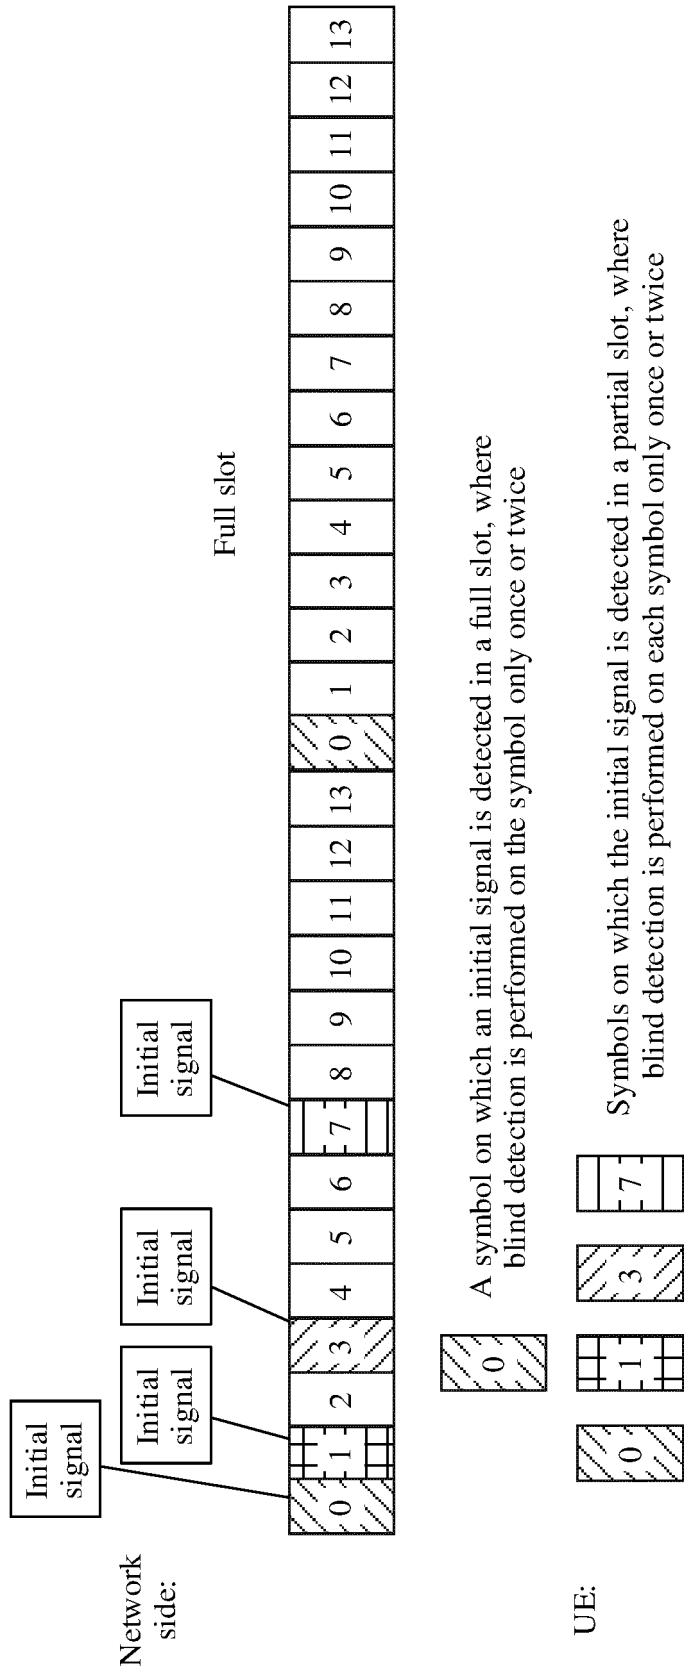 Network
side:
Initial
signal
Initial
signal
Initial
signal
Initial
signal
Full slot
0 1 2 3 4 5 6 7 8 9 10 11 12 13 0 1 2 3 4 5 6 7 8 9 10 11 12 13
0
A symbol on which an initial signal is detected in a full slot, where
blind detection is performed on the symbol only once or twice
UE:
0 1 3 7
Symbols on which the initial signal is detected in a partial slot, where
blind detection is performed on each symbol only once or twice